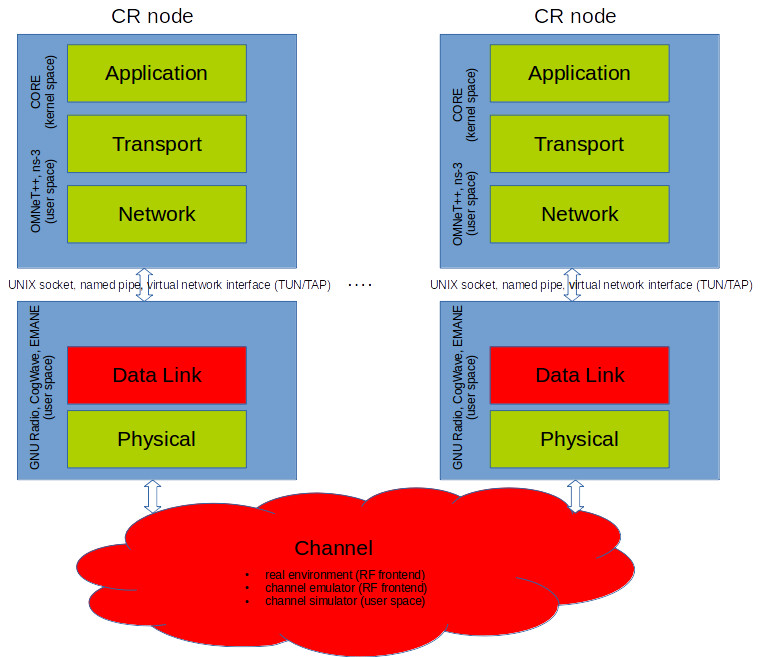 CR node
CR node
Application
Transport
Network
CORE
(kernel space)
OMNeT++, ns-3
(user space)
Application
Transport
Network
CORE
(kernel space)
OMNeT++, ns-3
(user space)
UNIX socket, named pipe, virtual network interface (TUN/TAP)
....
UNIX socket, named pipe, virtual network interface (TUN/TAP)
GNU Radio, CogWave, EMANE
(user space)
Data Link
Physical
GNU Radio, CogWave, EMANE
(user space)
Data Link
Physical
Channel
• real environment (RF frontend)
• channel emulator (RF frontend)
• channel simulator (user space)